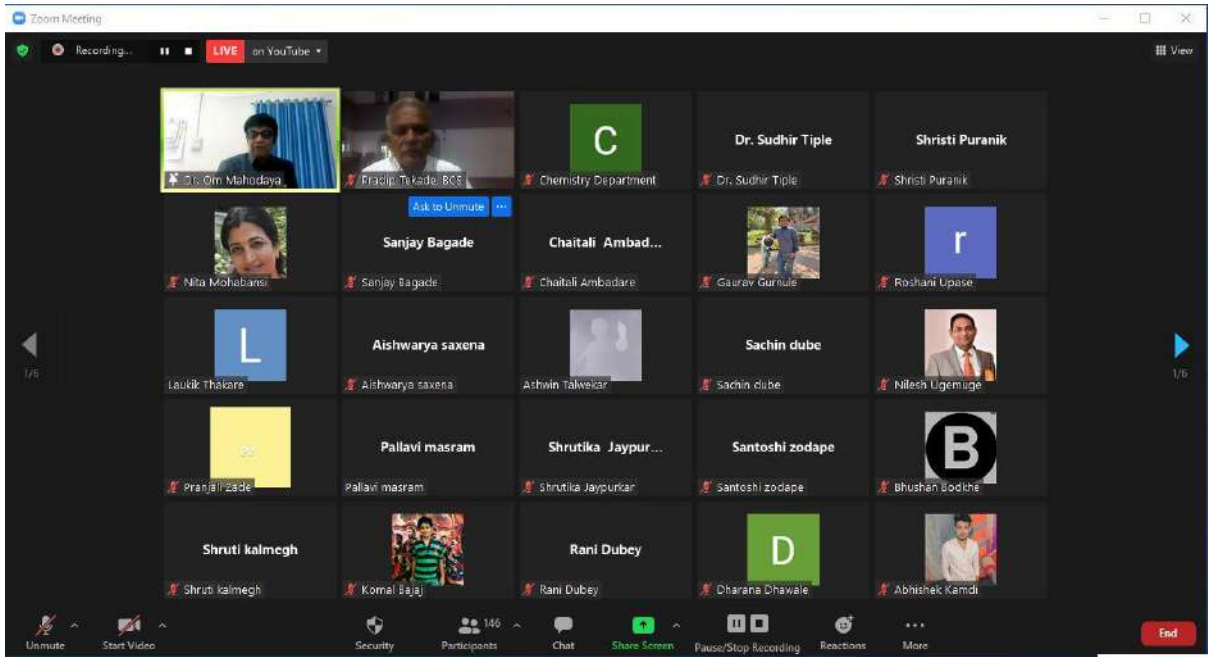 Zoom Meeting
Recording...
LIVE on YouTube
View
Dr. Om Mahodaya
Pradip Tekade, BCE
C
Chemistry Department
Dr. Sudhir Tiple
Dr. Sudhir Tiple
Shristi Puranik
Shristi Puranik
Ask to Unmute ...
Nita Mohabansi
Sanjay Bagade
Sanjay Bagade
Chaitali Ambad...
Chaitali Ambadare
Gaurav Gurnule
r
Roshani Upase
L
Laukik Thakare
Aishwarya saxena
Aishwarya saxena
Ashwin Talwekar
Sachin dube
Sachin dube
Nilesh Ugemuge
1/6
1/6
Pranjali Zade
Pallavi masram
Pallavi masram
Shrutika Jaypur...
Shrutika Jaypurkar
Santoshi zodape
Santoshi zodape
B
Bhushan Bodkhe
Shruti kalmegh
Shruti kalmegh
Komal Bajaj
Rani Dubey
Rani Dubey
D
Dharana Dhawale
Abhishek Kamdi
Unmute
Start Video
Security
146
Participants
Chat
Share Screen
Pause/Stop Recording
Reactions
More
End